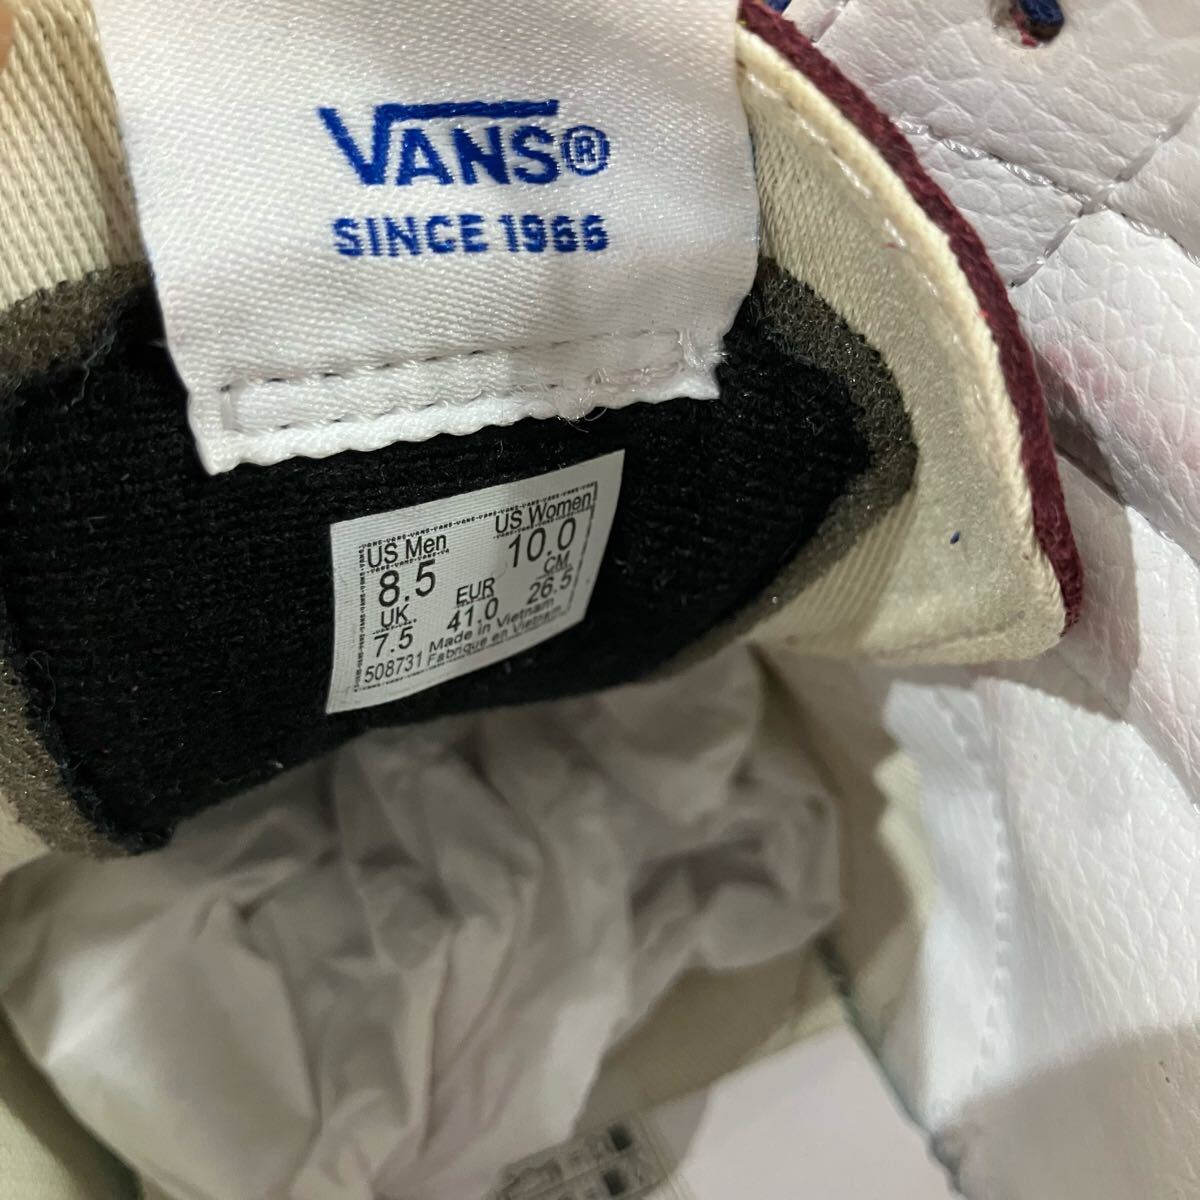 VANS®
SINCE 1966
US Men US Women
8.5 10.0
UK EUR CM
7.5 41.0 26.5
508731 Made in Vietnam
Fabrique en Vietnam